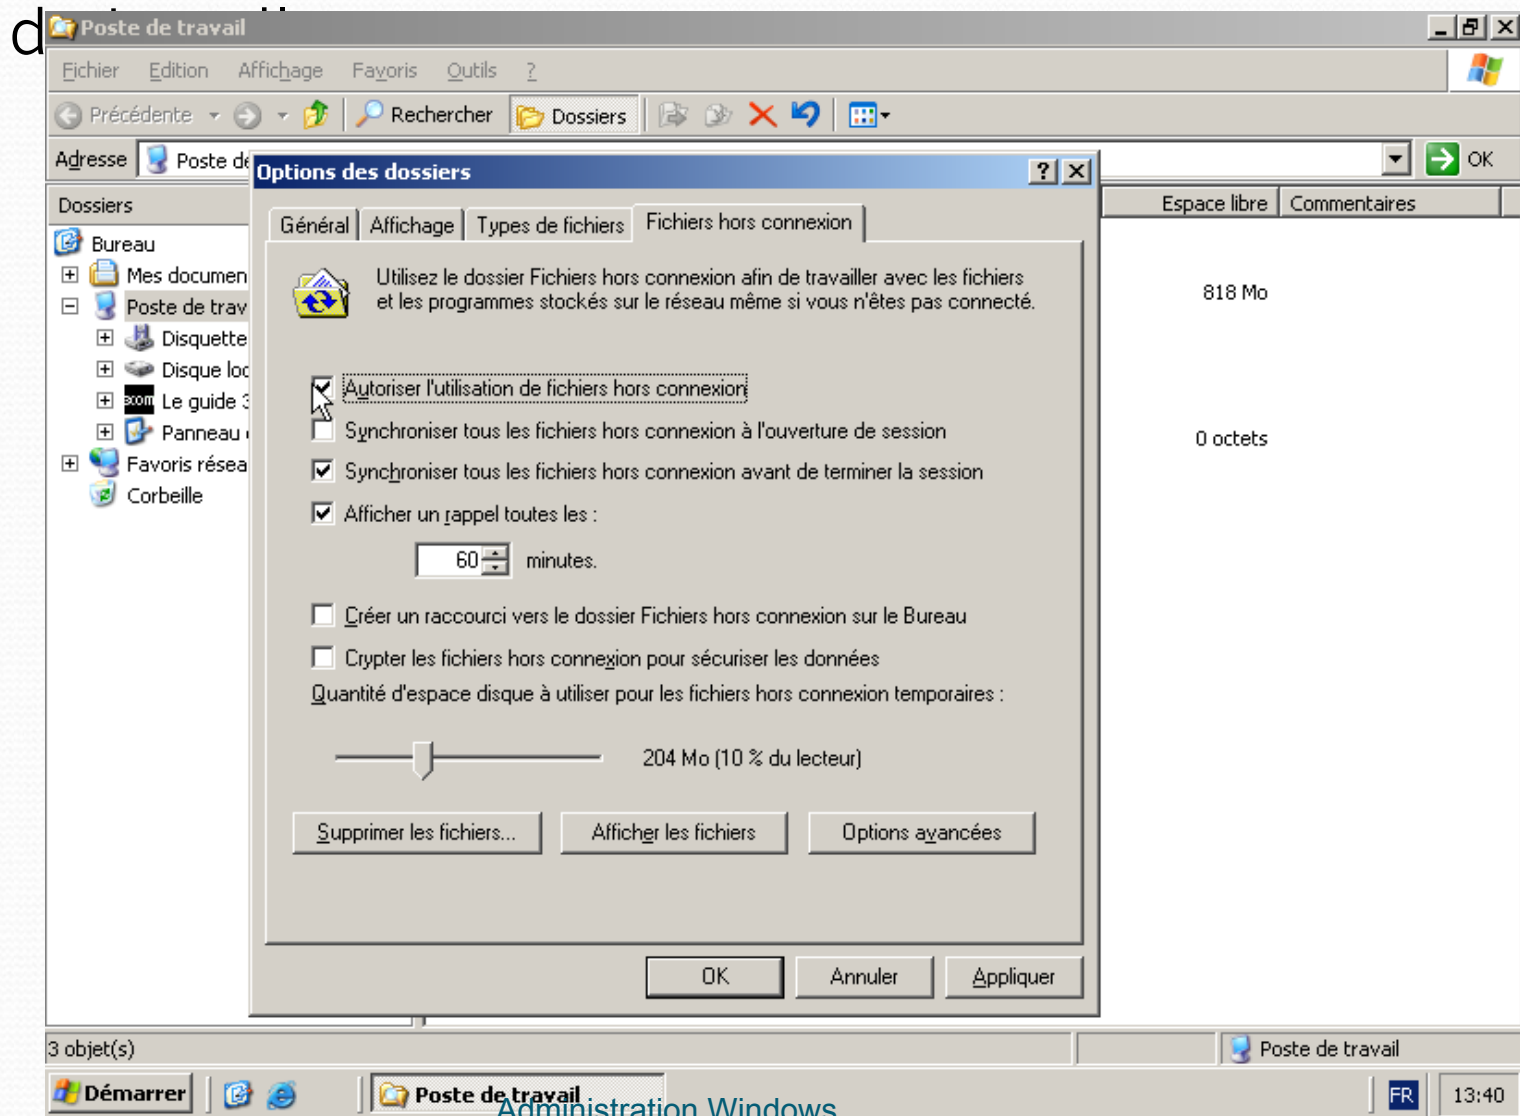 Poste de travail
Fichier Edition Affichage Favoris Outils ?
Précédente Rechercher Dossiers
Adresse Poste de OK
Options des dossiers
Dossiers
Espace libre Commentaires
Général Affichage Types de fichiers Fichiers hors connexion
Bureau
Mes documen
Poste de trav
Disquette
Disque loc
Le guide 3
Panneau
Favoris résea
Corbeille
Utilisez le dossier Fichiers hors connexion afin de travailler avec les fichiers
et les programmes stockés sur le réseau même si vous n'êtes pas connecté.
818 Mo
0 octets
Autoriser l'utilisation de fichiers hors connexion
Synchroniser tous les fichiers hors connexion à l'ouverture de session
Synchroniser tous les fichiers hors connexion avant de terminer la session
Afficher un rappel toutes les :
60 minutes.
Créer un raccourci vers le dossier Fichiers hors connexion sur le Bureau
Crypter les fichiers hors connexion pour sécuriser les données
Quantité d'espace disque à utiliser pour les fichiers hors connexion temporaires :
204 Mo (10 % du lecteur)
Supprimer les fichiers... Afficher les fichiers Options avancées
OK Annuler Appliquer
3 objet(s) Poste de travail
Démarrer Poste de travail FR 13:40
Administration Windows